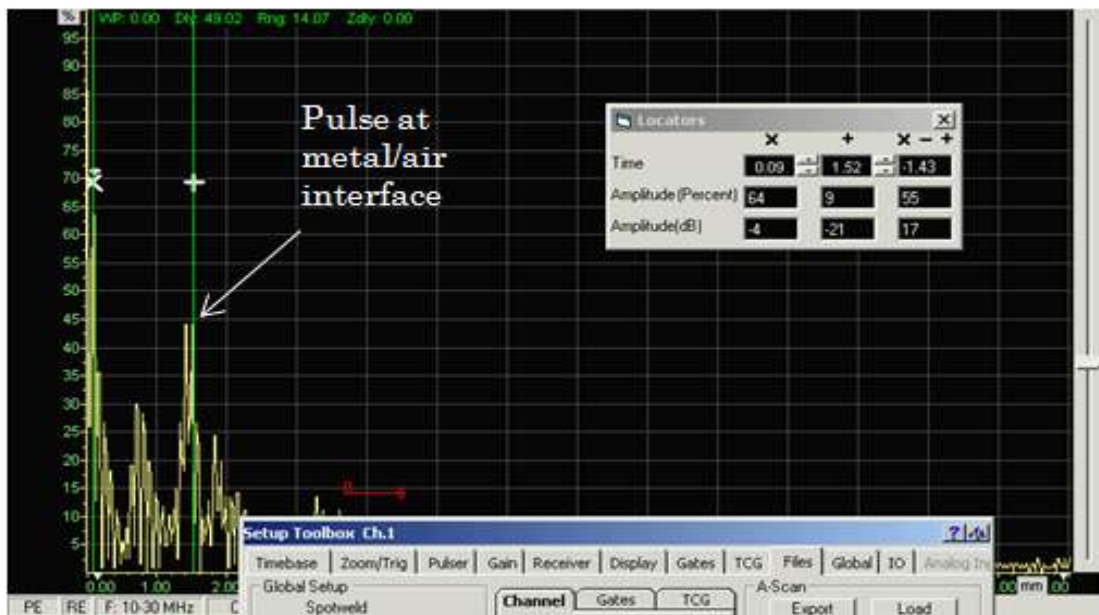 % WP: 0.00 Dly: 49.02 Rng: 14.07 Zdly: 0.00
95
90
85
80
75
70
65
60
55
50
45
40
35
30
25
20
15
10
5
Pulse at
metal/air
interface
Locators
× + × - +
Time 0.09 1.52 -1.43
Amplitude (Percent) 64 9 55
Amplitude(dB) -4 -21 17
Setup Toolbox Ch.1
Timebase Zoom/Trig Pulser Gain Receiver Display Gates TCG Files Global IO Analog
Global Setup
Spotweld
Channel Gates TCG
A-Scan
Export Load
0.00 1.00 2.00 mm
PE RE F: 10-30 MHz